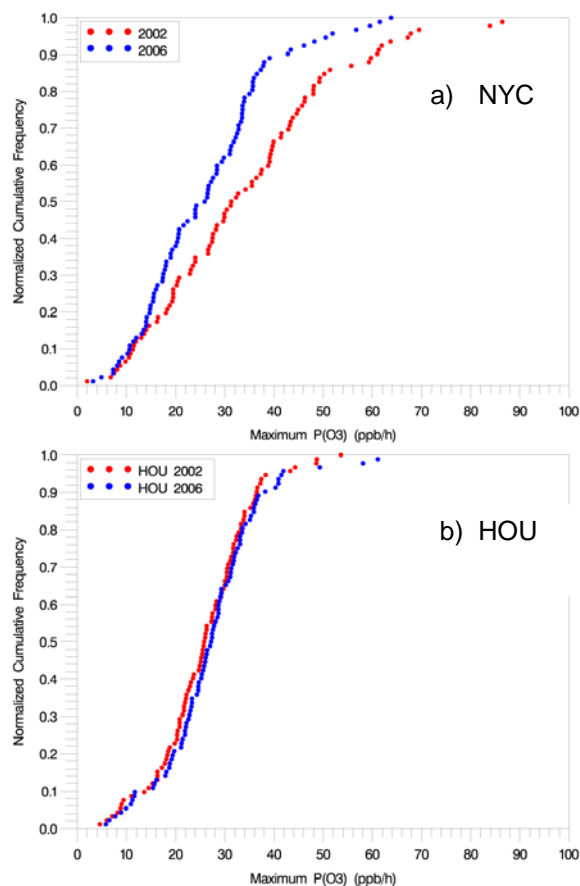 2002
2006
a) NYC
Normalized Cumulative Frequency
1.0
0.9
0.8
0.7
0.6
0.5
0.4
0.3
0.2
0.1
0.0
0 10 20 30 40 50 60 70 80 90 100
Maximum P(O3) (ppb/h)
HOU 2002
HOU 2006
b) HOU
Normalized Cumulative Frequency
1.0
0.9
0.8
0.7
0.6
0.5
0.4
0.3
0.2
0.1
0.0
0 10 20 30 40 50 60 70 80 90 100
Maximum P(O3) (ppb/h)